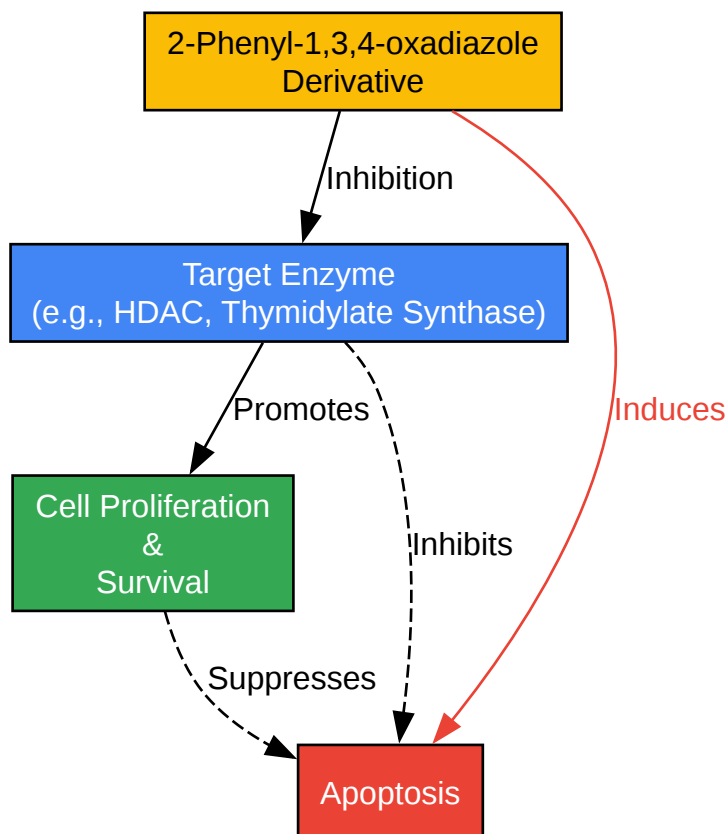 2-Phenyl-1,3,4-oxadiazole
Derivative
Inhibition
Target Enzyme
(e.g., HDAC, Thymidylate Synthase)
Promotes
Induces
Cell Proliferation
&
Survival
Inhibits
Suppresses
Apoptosis